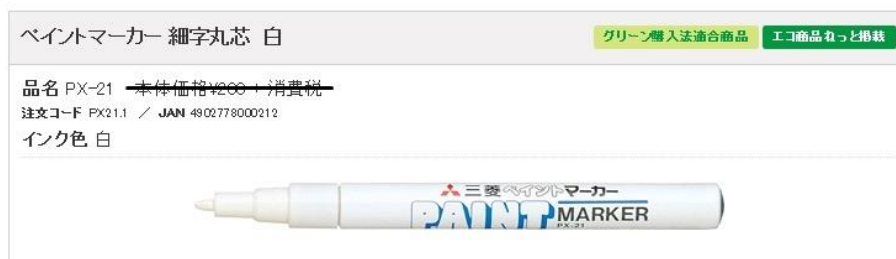 ペイントマーカー 細字丸芯 白
グリーン購入法適合商品 エコ商品ねっと掲載
品名 PX-21 本体価格¥200 + 消費税
注文コード PX21.1 / JAN 4902778000212
インク色 白
三菱ペイントマーカー
PAINT MARKER
PX-21